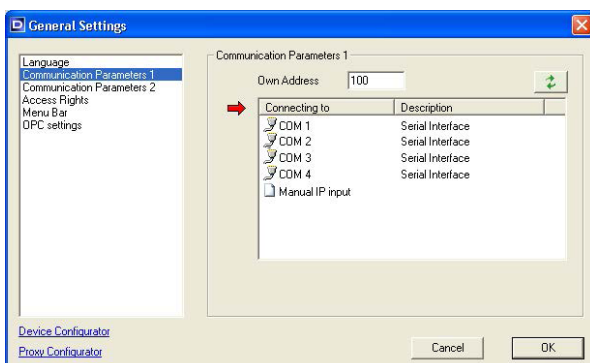 General Settings
Language
Communication Parameters 1
Communication Parameters 2
Access Rights
Menu Bar
OPC settings
Communication Parameters 1
Own Address 100
Connecting to Description
COM 1 Serial Interface
COM 2 Serial Interface
COM 3 Serial Interface
COM 4 Serial Interface
Manual IP input
Device Configurator
Proxy Configurator
Cancel OK